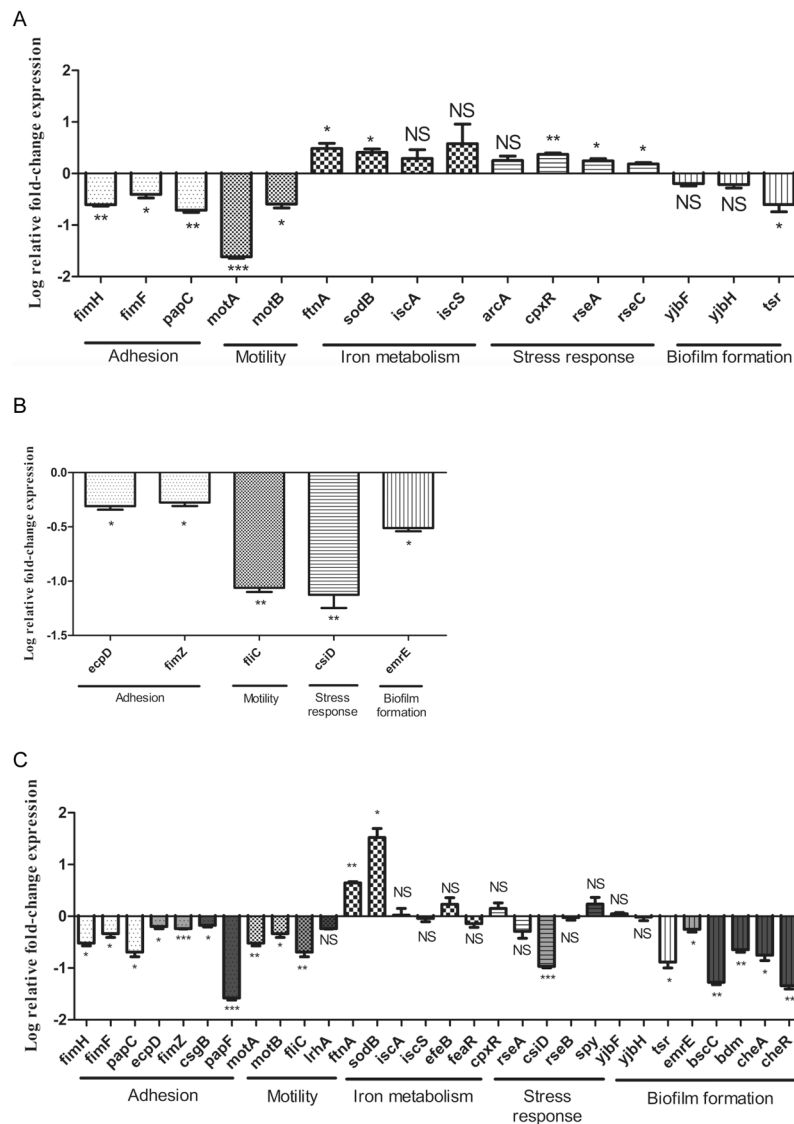 A
Log relative fold-change expression
2
1
0
-1
-2
** * ** *** * * * NS NS NS ** * * NS NS *
fimH fimF papC motA motB ftnA sodB iscA iscS arcA cpxR rseA rseC yjbF yjbH tsr
Adhesion Motility Iron metabolism Stress response Biofilm formation
B
Log relative fold-change expression
0.0
-0.5
-1.0
-1.5
* * ** ** *
ecpD fimZ fliC csiD emrE
Adhesion Motility Stress response Biofilm formation
C
Log relative fold-change expression
2
1
0
-1
-2
* * * * *** * *** ** * ** NS ** * NS NS NS NS NS NS *** NS NS NS NS * * ** ** * **
fimH fimF papC ecpD fimZ csgB papF motA motB fliC lrhA ftnA sodB iscA iscS efeB feaR cpxR rseA csiD rseB spy yjbF yjbH tsr emrE bscC bdm cheA cheR
Adhesion Motility Iron metabolism Stress response Biofilm formation